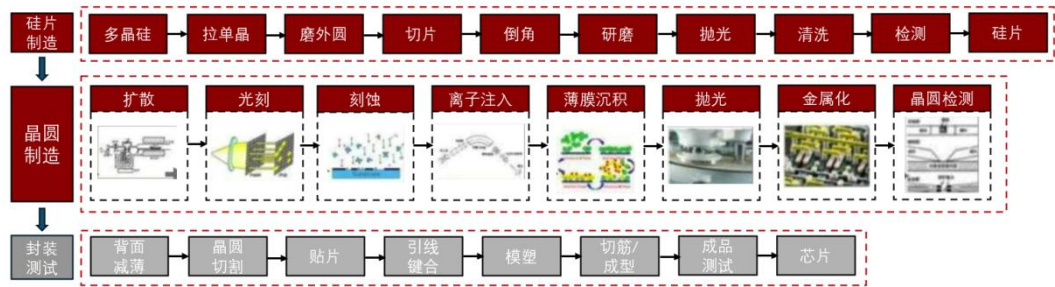 硅片
制造
多晶硅
拉单晶
磨外圆
切片
倒角
研磨
抛光
清洗
检测
硅片
晶圆
制造
扩散
光刻
刻蚀
离子注入
薄膜沉积
抛光
金属化
晶圆检测
封装
测试
背面
减薄
晶圆
切割
贴片
引线
键合
模塑
切筋/
成型
成品
测试
芯片